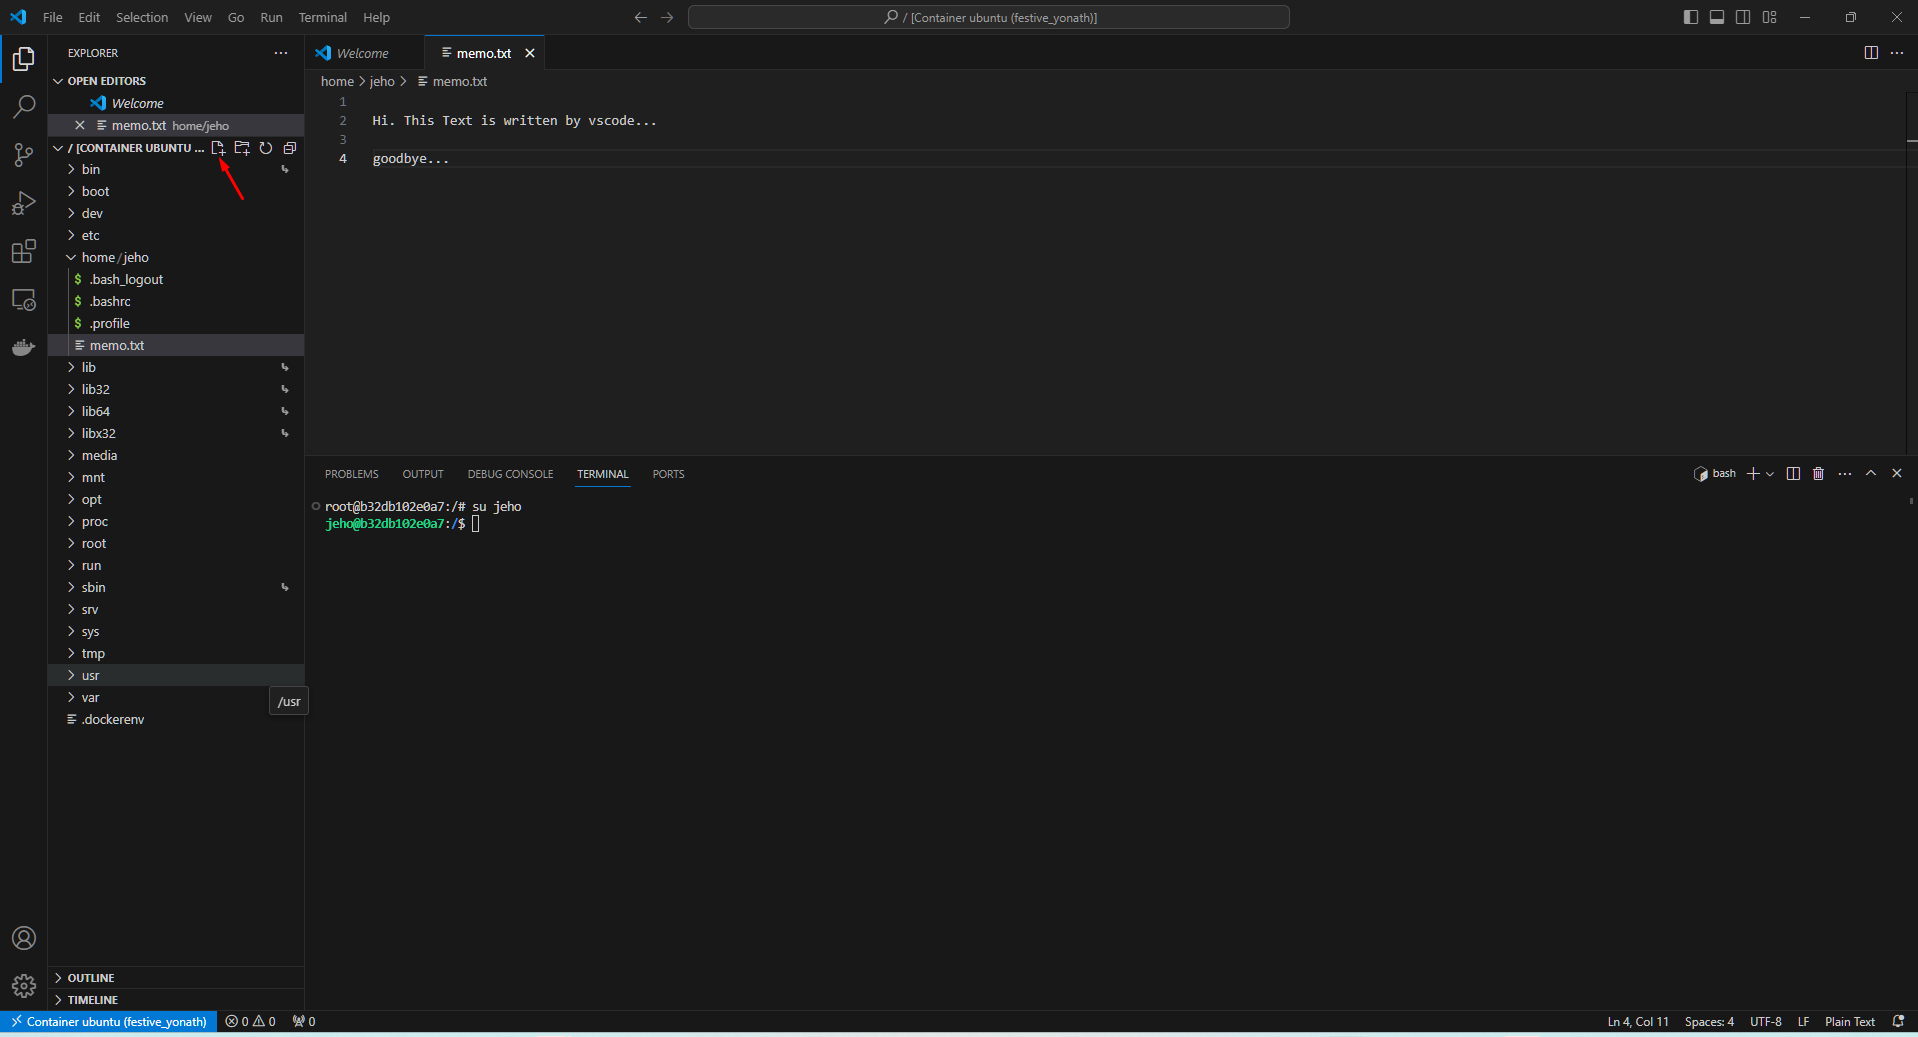 File Edit Selection View Go Run Terminal Help
/ [Container ubuntu (festive_yonath)]
EXPLORER
OPEN EDITORS
Welcome
memo.txt home/jeho
/ [CONTAINER UBUNTU ...
bin
boot
dev
etc
home/jeho
$ .bash_logout
$ .bashrc
$ .profile
memo.txt
lib
lib32
lib64
libx32
media
mnt
opt
proc
root
run
sbin
srv
sys
tmp
usr
/usr
var
.dockerenv
OUTLINE
TIMELINE
Welcome memo.txt
home > jeho > memo.txt
1
2 Hi. This Text is written by vscode...
3
4 goodbye...
PROBLEMS OUTPUT DEBUG CONSOLE TERMINAL PORTS
bash
root@b32db102e0a7:/# su jeho
jeho@b32db102e0a7:/$
Container ubuntu (festive_yonath) 0 0 0
Ln 4, Col 11 Spaces: 4 UTF-8 LF Plain Text